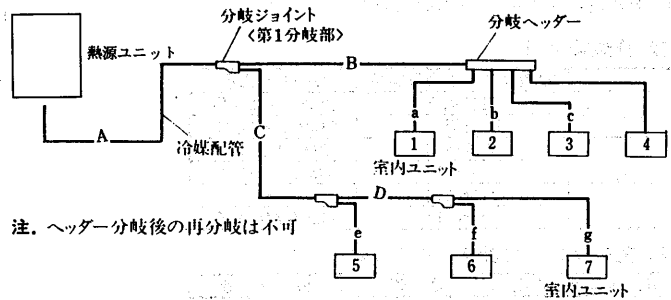 熱源ユニット
分岐ジョイント
〈第1分岐部〉
分岐ヘッダー
A
冷媒配管
B
C
a
b
c
1
2
3
4
室内ユニット
D
e
f
g
5
6
7
室内ユニット
注. ヘッダー分岐後の再分岐は不可